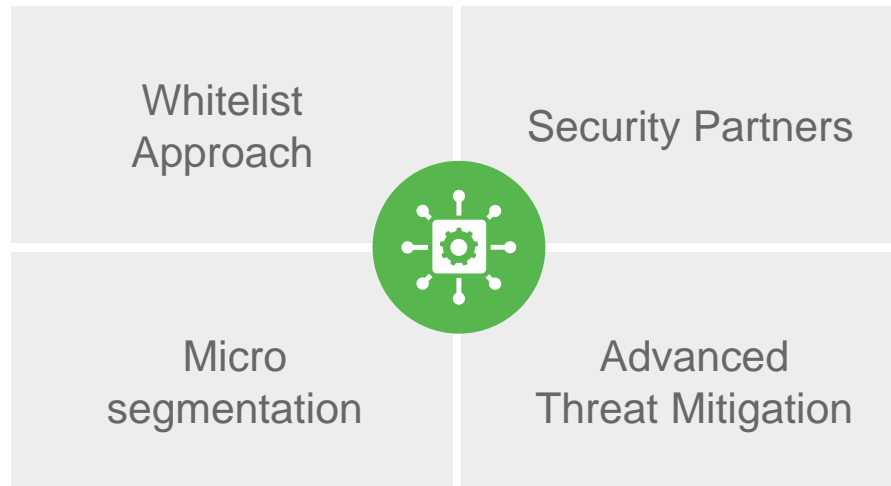 Whitelist
Approach
Security Partners
Micro
segmentation
Advanced
Threat Mitigation